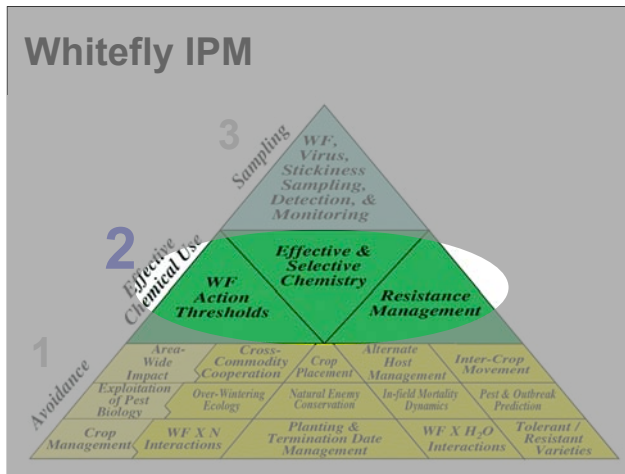 Whitefly IPM
3
Sampling
WF,
Virus,
Stickiness
Sampling,
Detection, &
Monitoring
2
Effective
Chemical Use
WF
Action
Thresholds
Effective &
Selective
Chemistry
Resistance
Management
1
Avoidance
Area-
Wide
Impact
Cross-
Commodity
Cooperation
Crop
Placement
Alternate
Host
Management
Inter-Crop
Movement
Exploitation
of Pest
Biology
Over-Wintering
Ecology
Natural Enemy
Conservation
In-field Mortality
Dynamics
Pest & Outbreak
Prediction
Crop
Management
WF X N
Interactions
Planting &
Termination Date
Management
WF X H₂O
Interactions
Tolerant /
Resistant
Varieties